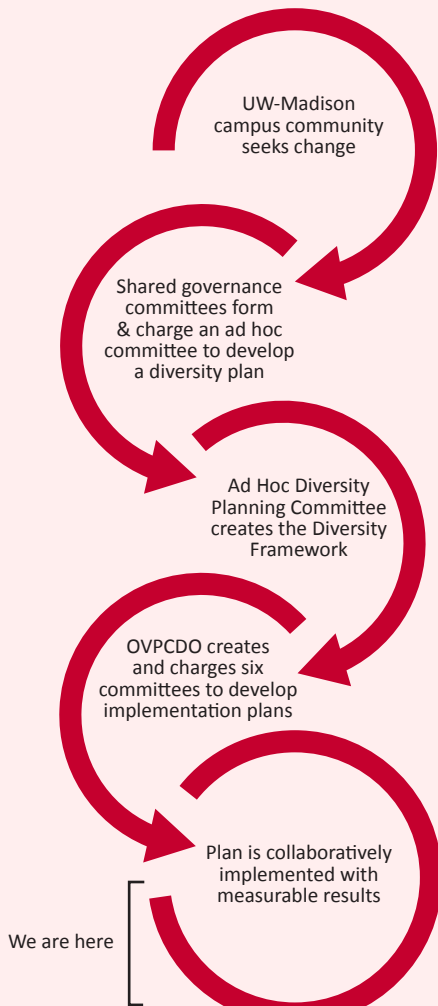 UW-Madison
campus community
seeks change
Shared governance
committees form
& charge an ad hoc
committee to develop
a diversity plan
Ad Hoc Diversity
Planning Committee
creates the Diversity
Framework
OVPCDO creates
and charges six
committees to develop
implementation plans
Plan is collaboratively
implemented with
measurable results
We are here